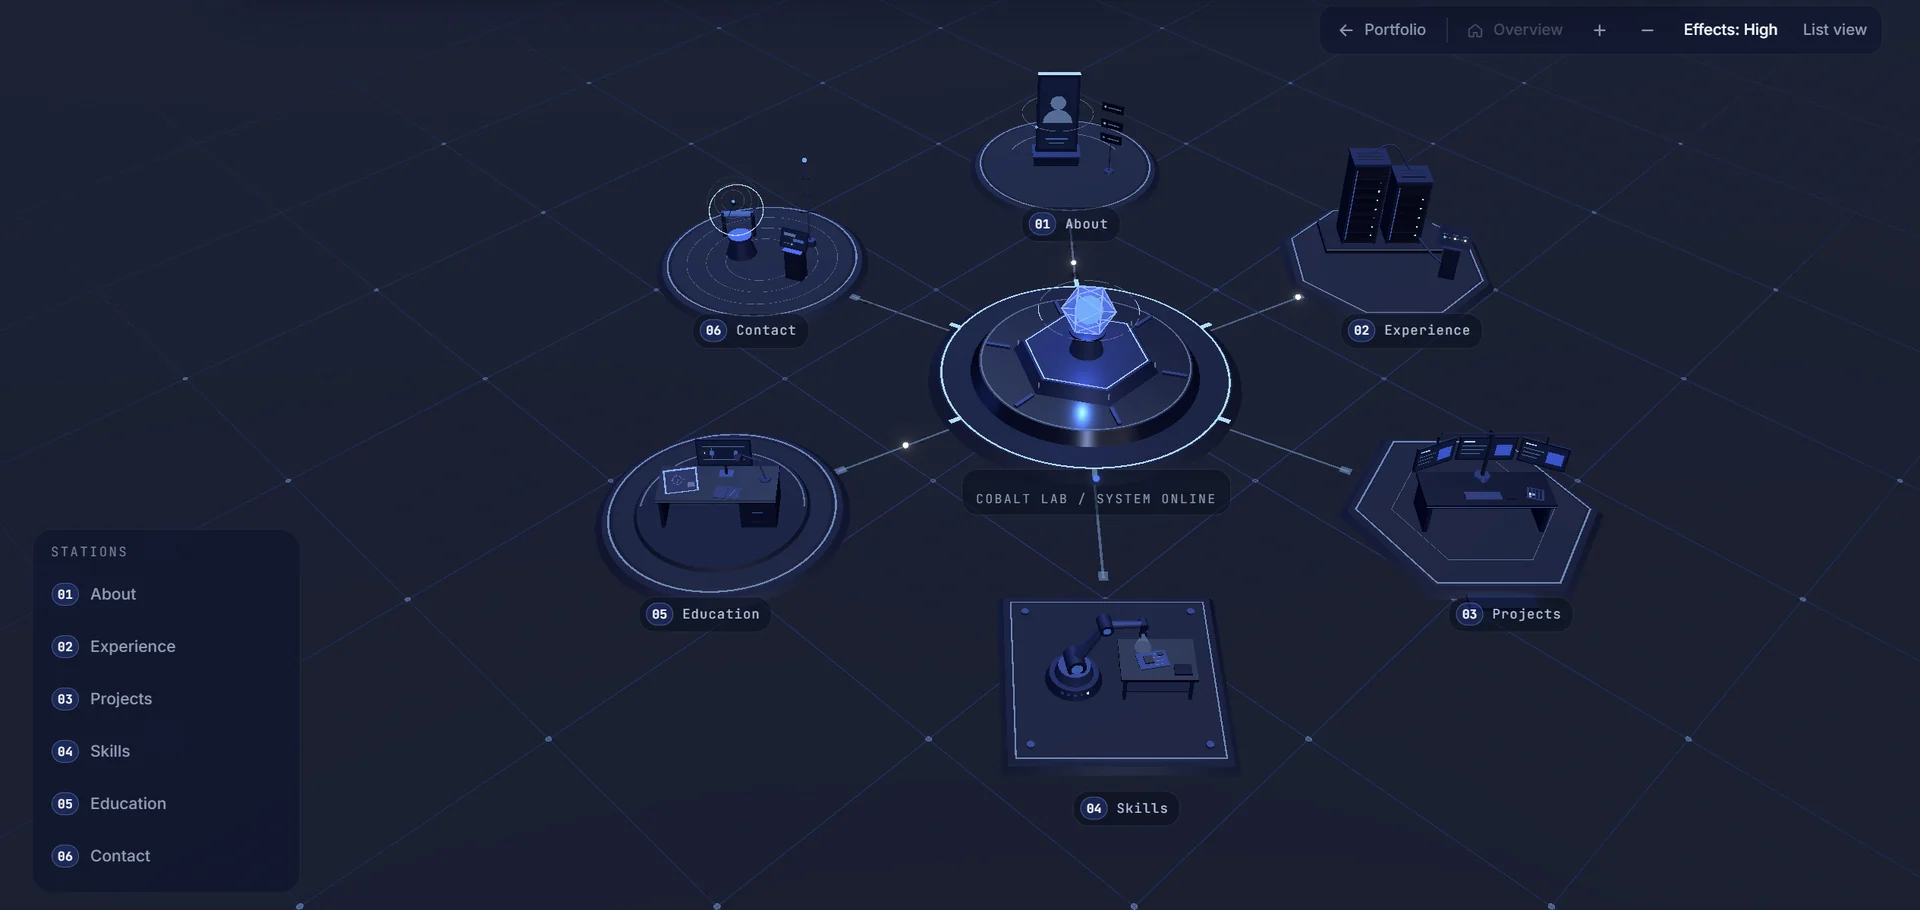 Portfolio
Overview
+
−
Effects: High
List view
01 About
06 Contact
02 Experience
COBALT LAB / SYSTEM ONLINE
05 Education
03 Projects
04 Skills
STATIONS
01 About
02 Experience
03 Projects
04 Skills
05 Education
06 Contact